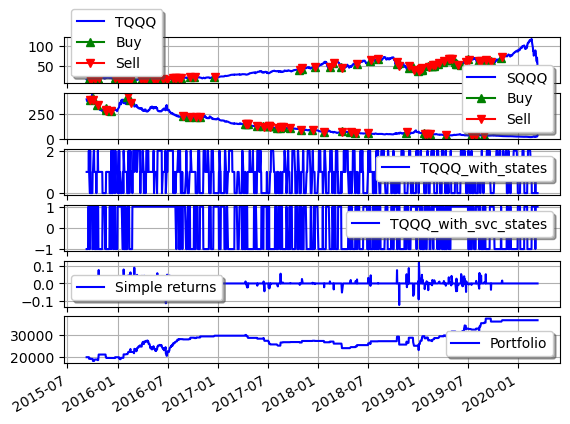 TQQQ
Buy
Sell
100
50
SQQQ
Buy
Sell
250
0
TQQQ_with_states
2
0
TQQQ_with_svc_states
1
0
−1
Simple returns
0.1
0.0
−0.1
Portfolio
30000
20000
2015-07
2016-01
2016-07
2017-01
2017-07
2018-01
2018-07
2019-01
2019-07
2020-01